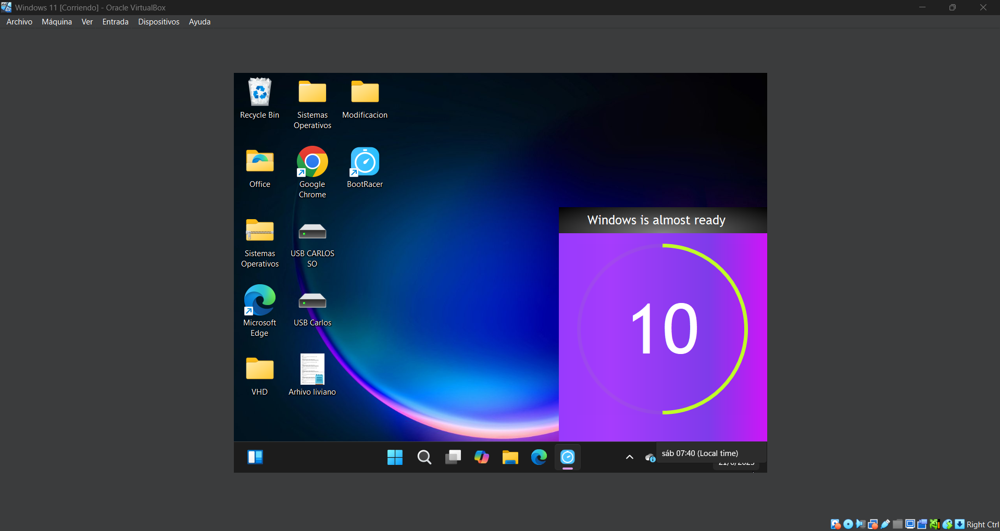 Windows 11 [Corriendo] - Oracle VirtualBox
Archivo Máquina Ver Entrada Dispositivos Ayuda
Recycle Bin
Sistemas
Operativos
Modificacion
Office
Google
Chrome
BootRacer
Windows is almost ready
10
Sistemas
Operativos
USB CARLOS
SO
Microsoft
Edge
USB Carlos
VHD
Arhivo liviano
sáb 07:40 (Local time)
Right Ctrl